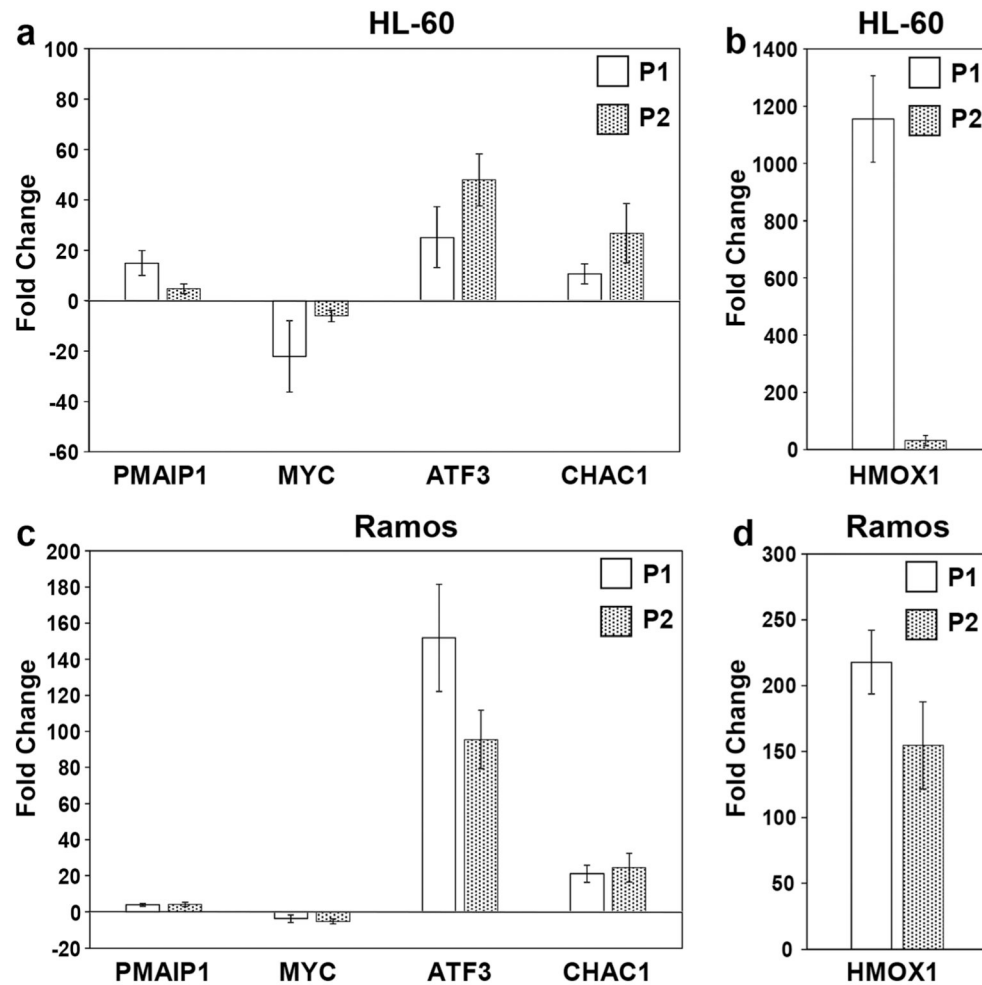 a
HL-60
Fold Change
100
80
60
40
20
0
-20
-40
-60
P1
P2
PMAIP1 MYC ATF3 CHAC1
b
HL-60
Fold Change
1400
1200
1000
800
600
400
200
0
P1
P2
HMOX1
c
Ramos
Fold Change
200
180
160
140
120
100
80
60
40
20
0
-20
P1
P2
PMAIP1 MYC ATF3 CHAC1
d
Ramos
Fold Change
300
250
200
150
100
50
0
P1
P2
HMOX1